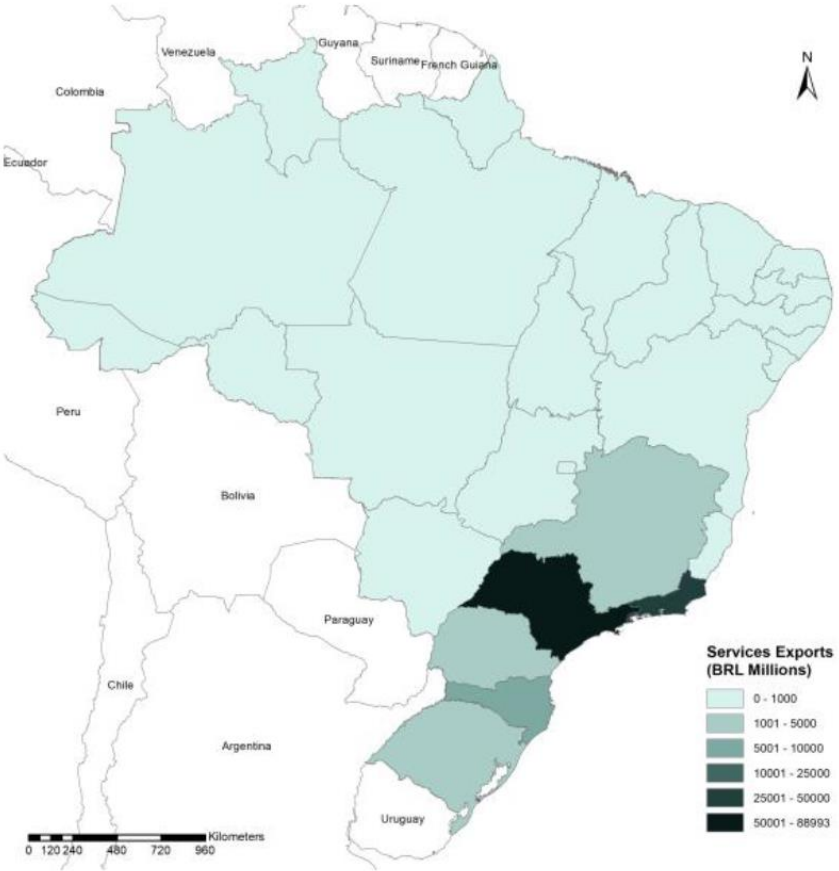 Guyana
Venezuela
Suriname
French Guiana
N
Colombia
Ecuador
Peru
Bolivia
Paraguay
Chile
Argentina
Uruguay
Services Exports
(BRL Millions)
0 - 1000
1001 - 5000
5001 - 10000
10001 - 25000
25001 - 50000
50001 - 88993
Kilometers
0 120 240 480 720 960